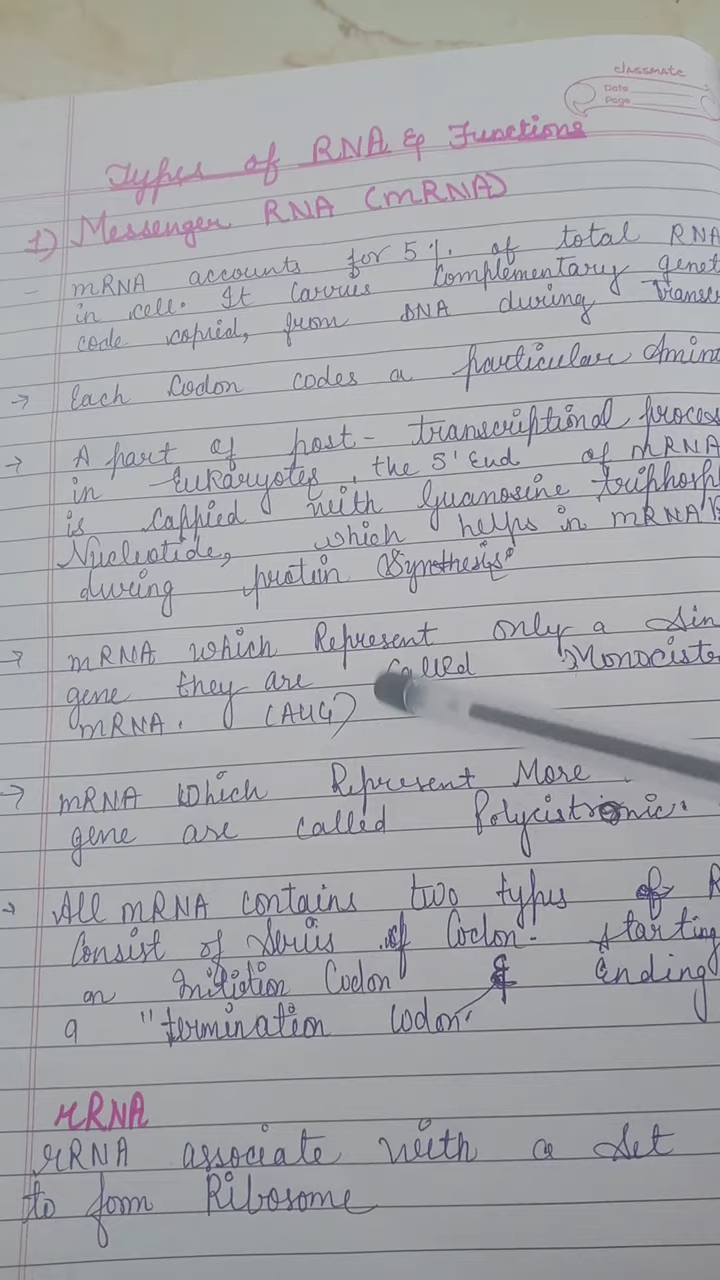 classmate
Date
Page
Types of RNA & Functions
1) Messenger RNA (mRNA)
- mRNA accounts for 5% of total RNA
in cell. It carries complementary genet
code copied, from DNA during transc
→ Each Codon codes a particular Amin
→ A part of post-transcriptional process
in Eukaryotes, the 5' End of mRNA
is Cappied with Guanosine triphosph
Nucleotide, which helps in mRNA
during protein Synthesis
→ mRNA which Represent only a Sin
gene they are called Monociste
mRNA. (AUG)
→ mRNA which Represent More
gene are called Polycistronic.
→ All mRNA contains two types of R
Consist of Series of Codon- starting
an Initiation Codon & Ending
a "termination codon.
rRNA
rRNA associate with a Set
to form Ribosome